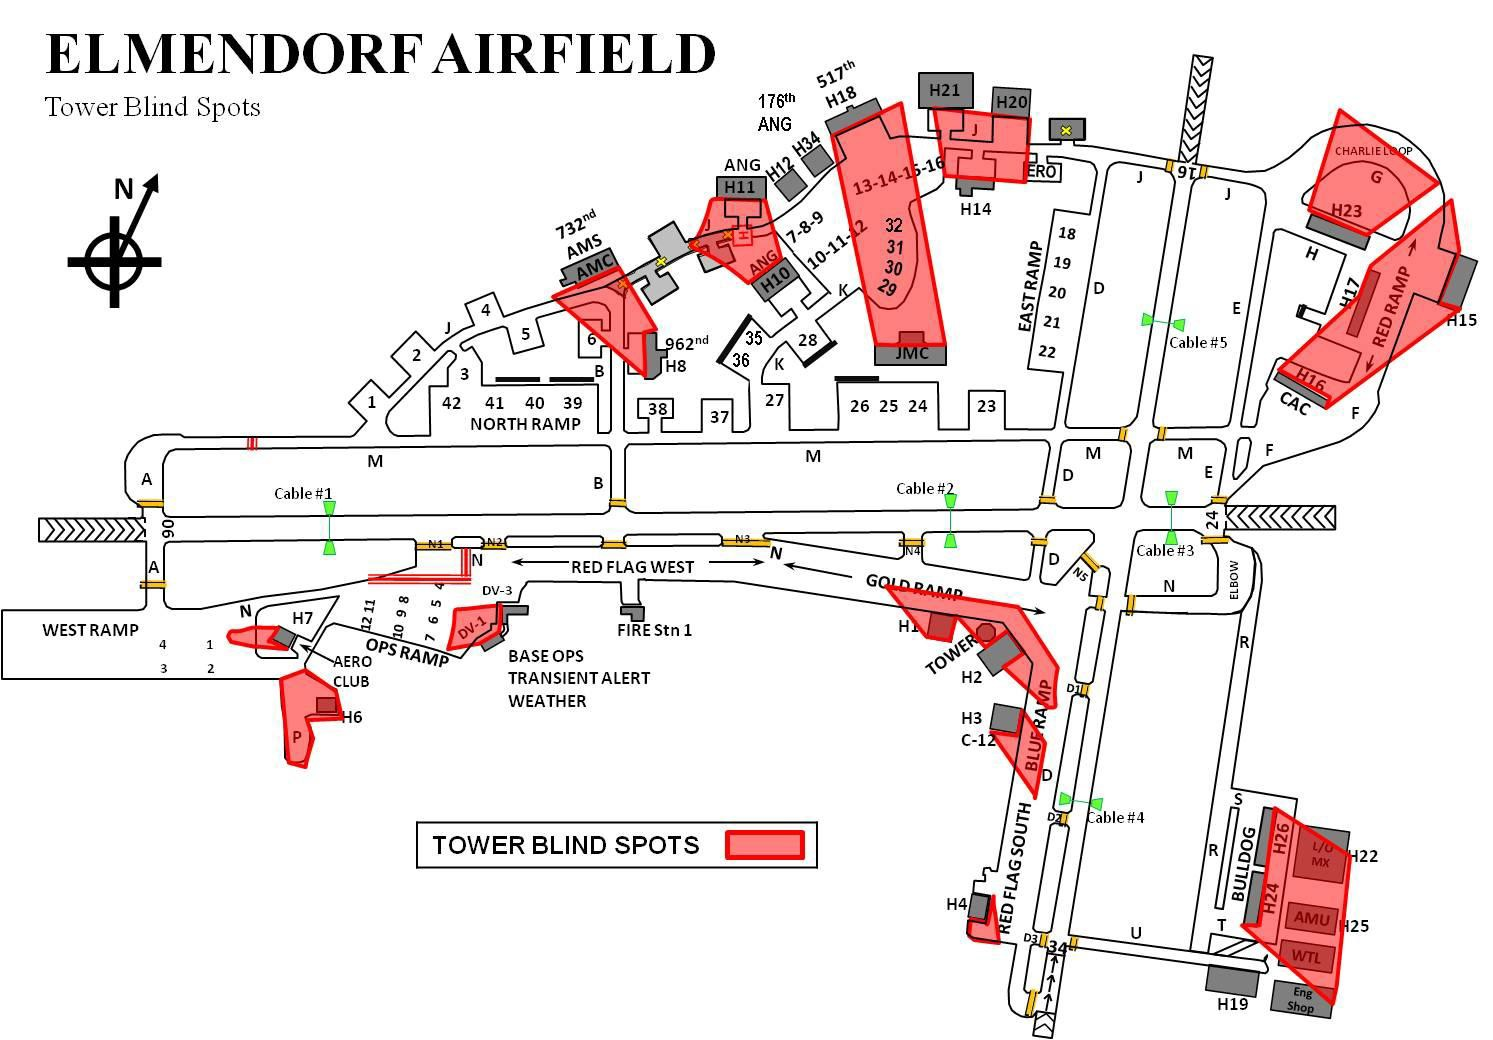 ELMENDORF AIRFIELD
Tower Blind Spots
N
517th
H18
176th
ANG
H21
H20
J
ERO
H14
H34
H12
ANG
H11
J
H
ANG
H10
732nd
AMS
AMC
962nd
H8
13-14-15-16
7-8-9
10-11-12
32
31
30
29
K
JMC
EAST RAMP
18
19
20
21
22
D
J
16
J
E
Cable #5
CHARLIE LOOP
G
H23
H
H17
RED RAMP
H15
H16
CAC
F
F
J
4
5
6
2
3
1
B
35
36
28
K
42
41
40
39
NORTH RAMP
38
37
27
26
25
24
23
A
M
M
D
M
M
E
B
Cable #1
Cable #2
Cable #3
06
24
A
N1
N2
N3
N4
N
N
N
RED FLAG WEST
GOLD RAMP
D
N5
N
ELBOW
R
WEST RAMP
4
1
3
2
H7
AERO
CLUB
H6
P
12 11
10 9 8
7 6 5 4
OPS RAMP
DV-3
DV-1
BASE OPS
TRANSIENT ALERT
WEATHER
FIRE Stn 1
H1
TOWER
H2
H3
C-12
BLUE RAMP
D1
D
D2
D3
Cable #4
RED FLAG SOUTH
H4
34
U
R
S
T
BULLDOG
H26
H24
L/O
MX
H22
AMU
H25
WTL
Eng
Shop
H19
TOWER BLIND SPOTS